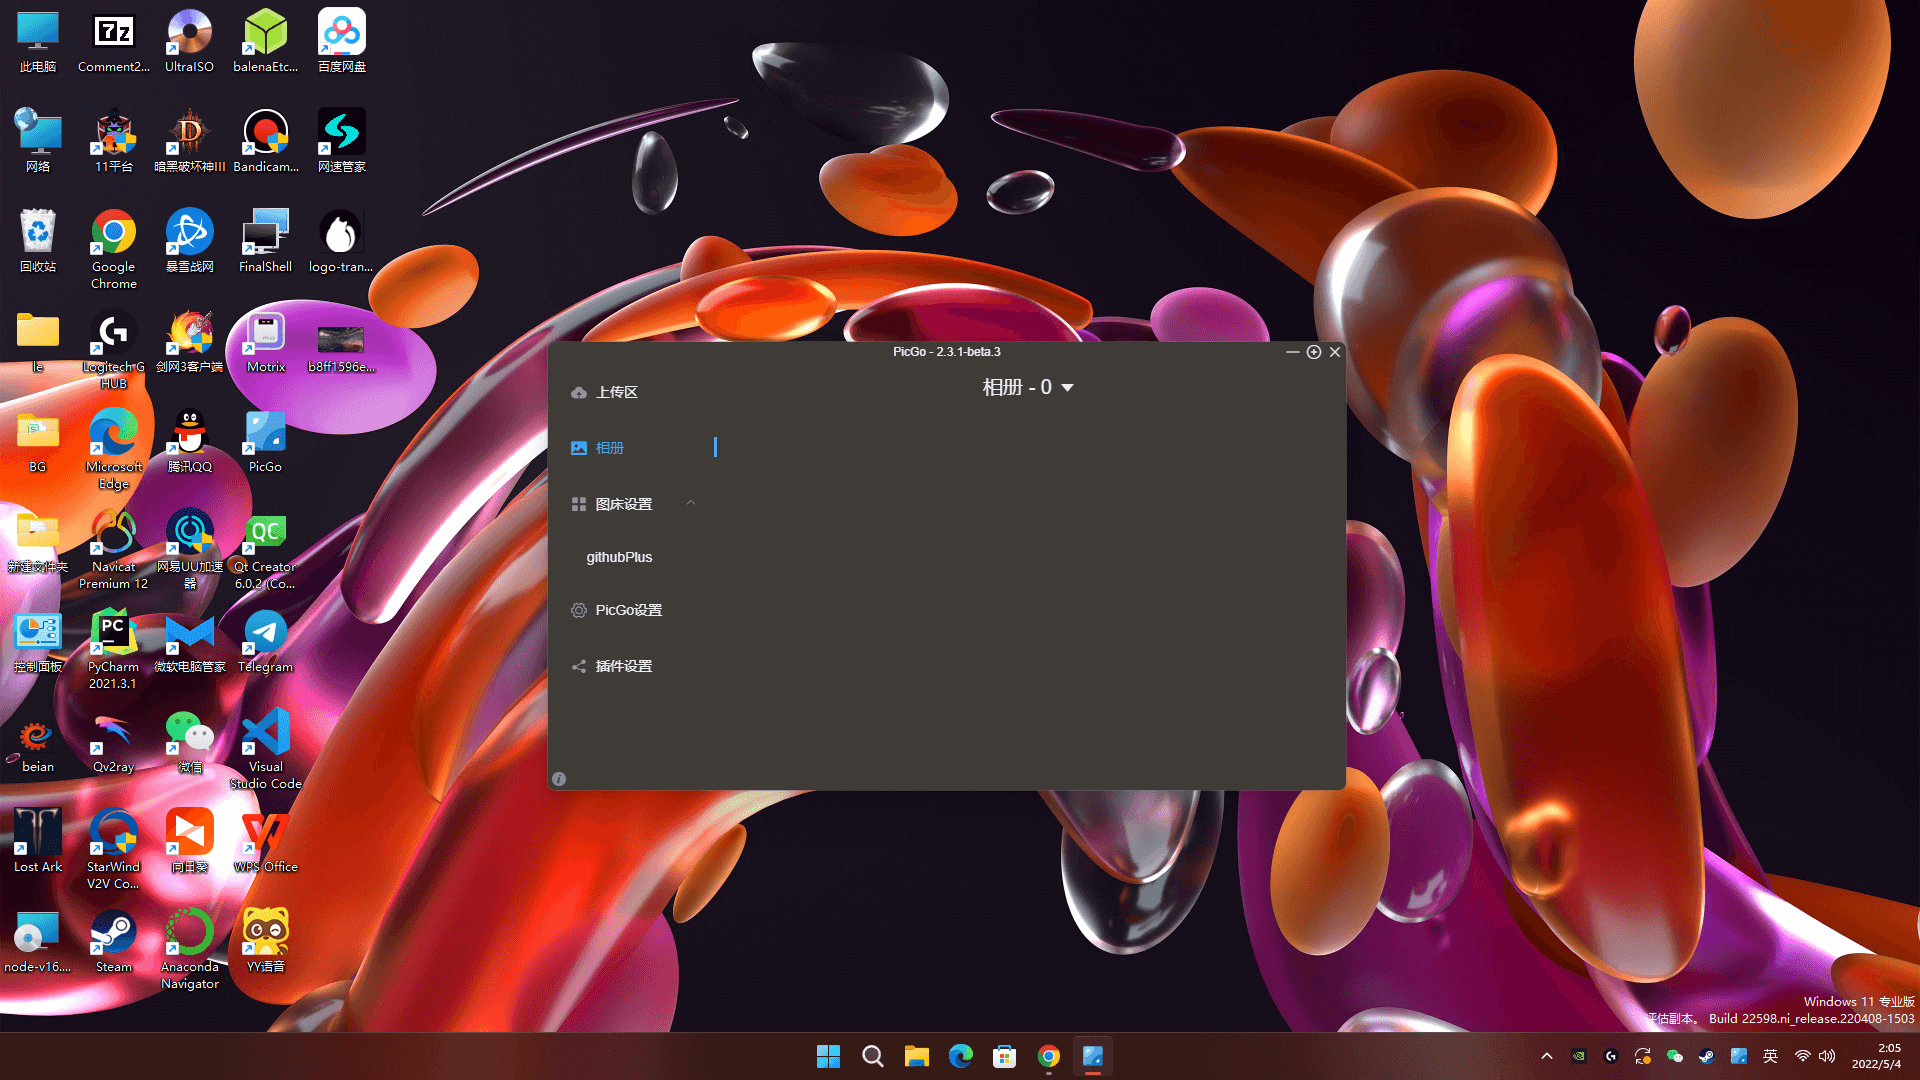 此电脑
Comment2...
UltraISO
balenaEtc...
百度网盘
网络
11平台
暗黑破坏神III
Bandicam...
网速管家
回收站
Google
Chrome
暴雪战网
FinalShell
logo-tran...
le
Logitech G
HUB
剑网3客户端
Motrix
b8ff1596e...
BG
Microsoft
Edge
腾讯QQ
PicGo
新建文件夹
Navicat
Premium 12
网易UU加速
器
QC
Qt Creator
6.0.2 (Co...
控制面板
PC
PyCharm
2021.3.1
微软电脑管家
Telegram
beian
Qv2ray
微信
Visual
Studio Code
Lost Ark
StarWind
V2V Co...
向日葵
WPS Office
node-v16....
Steam
Anaconda
Navigator
YY语音
PicGo - 2.3.1-beta.3
上传区
相册
图床设置
githubPlus
PicGo设置
插件设置
相册 - 0
Windows 11 专业版
评估副本。 Build 22598.ni_release.220408-1503
英
2:05
2022/5/4